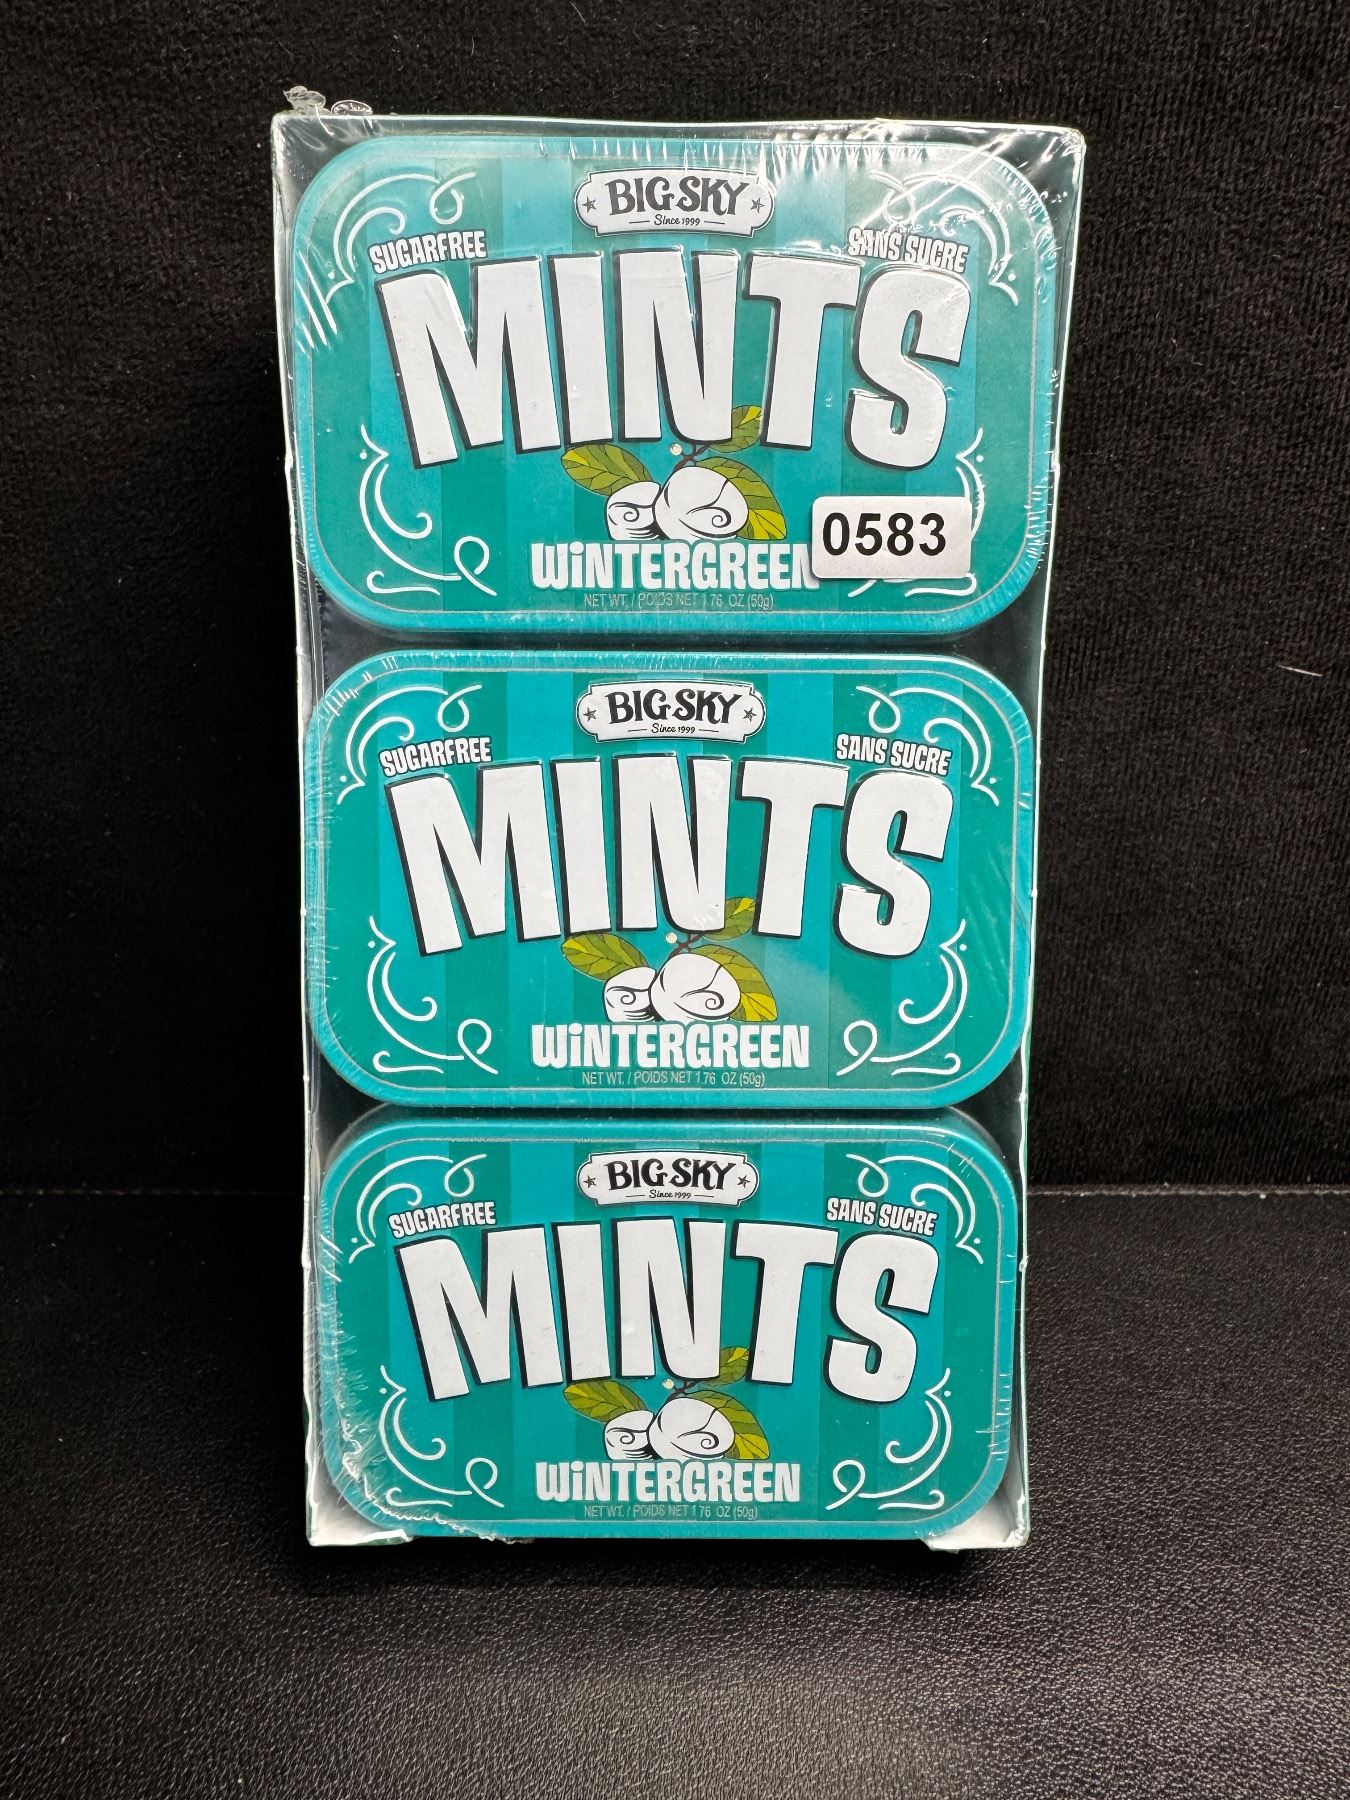 BIG SKY
Since 1999
SUGARFREE
SANS SUCRE
MINTS
0583
WiNTERGREEN
NET WT. / POIDS NET 1.76 OZ (50g)
BIG SKY
Since 1999
SUGARFREE
SANS SUCRE
MINTS
WiNTERGREEN
NET WT. / POIDS NET 1.76 OZ (50g)
BIG SKY
Since 1999
SUGARFREE
SANS SUCRE
MINTS
WiNTERGREEN
NET WT. / POIDS NET 1.76 OZ (50g)